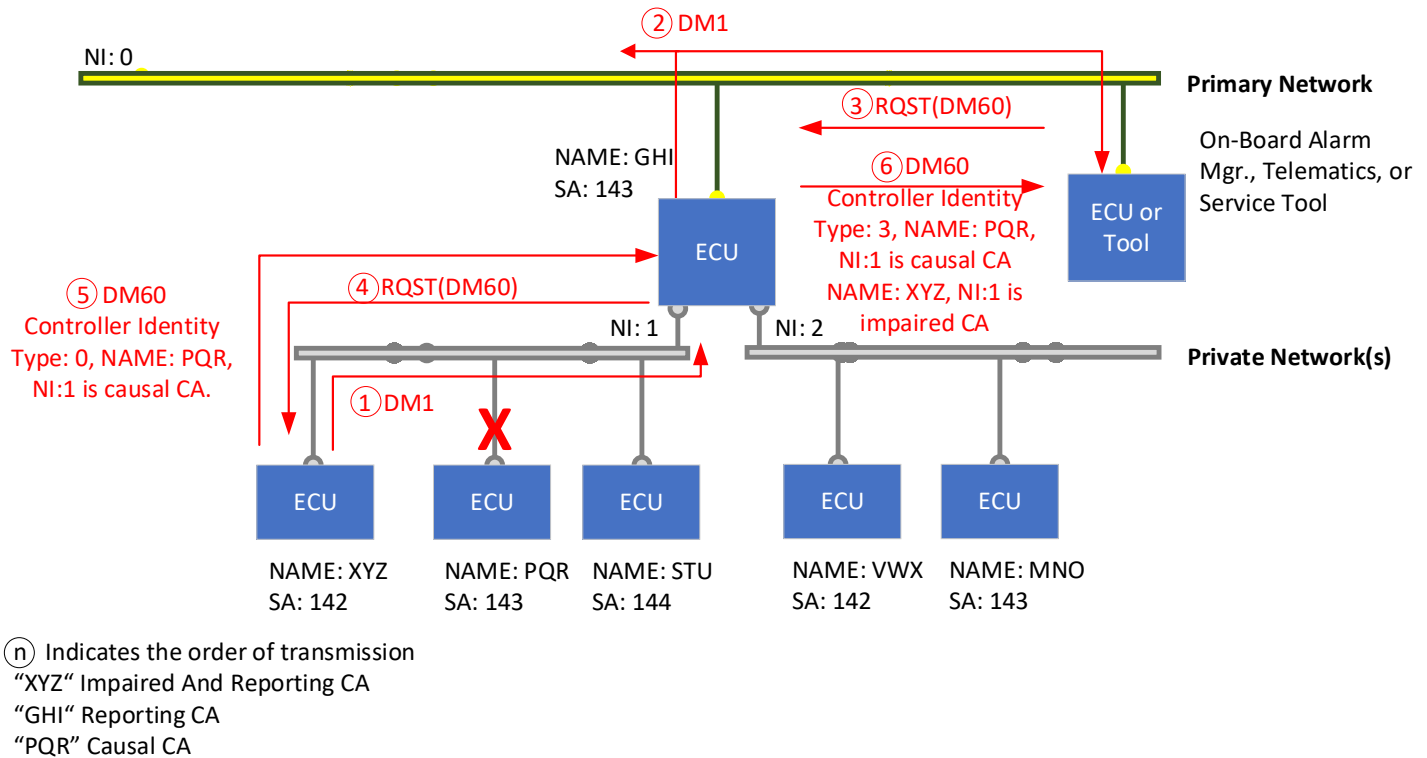 ② DM1
NI: 0
Primary Network
③ RQST(DM60)
On-Board Alarm
Mgr., Telematics, or
Service Tool
NAME: GHI
SA: 143
⑥ DM60
Controller Identity
Type: 3, NAME: PQR,
NI:1 is causal CA
NAME: XYZ, NI:1 is
impaired CA
ECU or
Tool
ECU
⑤ DM60
Controller Identity
Type: 0, NAME: PQR,
NI:1 is causal CA.
④ RQST(DM60)
NI: 1
NI: 2
Private Network(s)
① DM1
X
ECU
ECU
ECU
ECU
ECU
NAME: XYZ
SA: 142
NAME: PQR
SA: 143
NAME: STU
SA: 144
NAME: VWX
SA: 142
NAME: MNO
SA: 143
ⓝ Indicates the order of transmission
“XYZ“ Impaired And Reporting CA
“GHI“ Reporting CA
“PQR” Causal CA